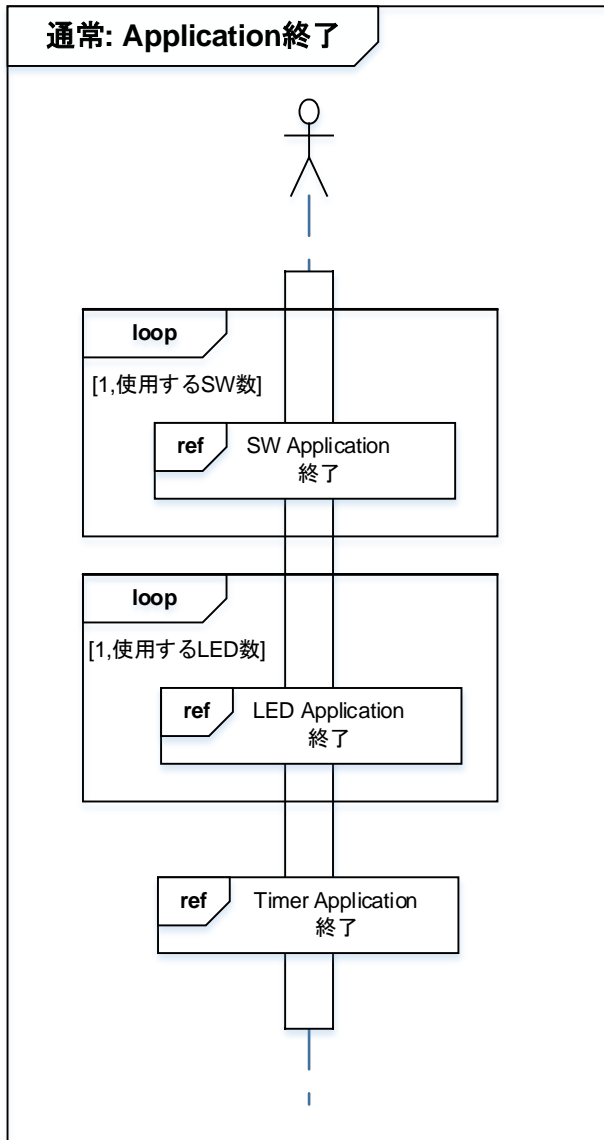 通常: Application終了
loop
[1,使用するSW数]
ref SW Application
終了
loop
[1,使用するLED数]
ref LED Application
終了
ref Timer Application
終了